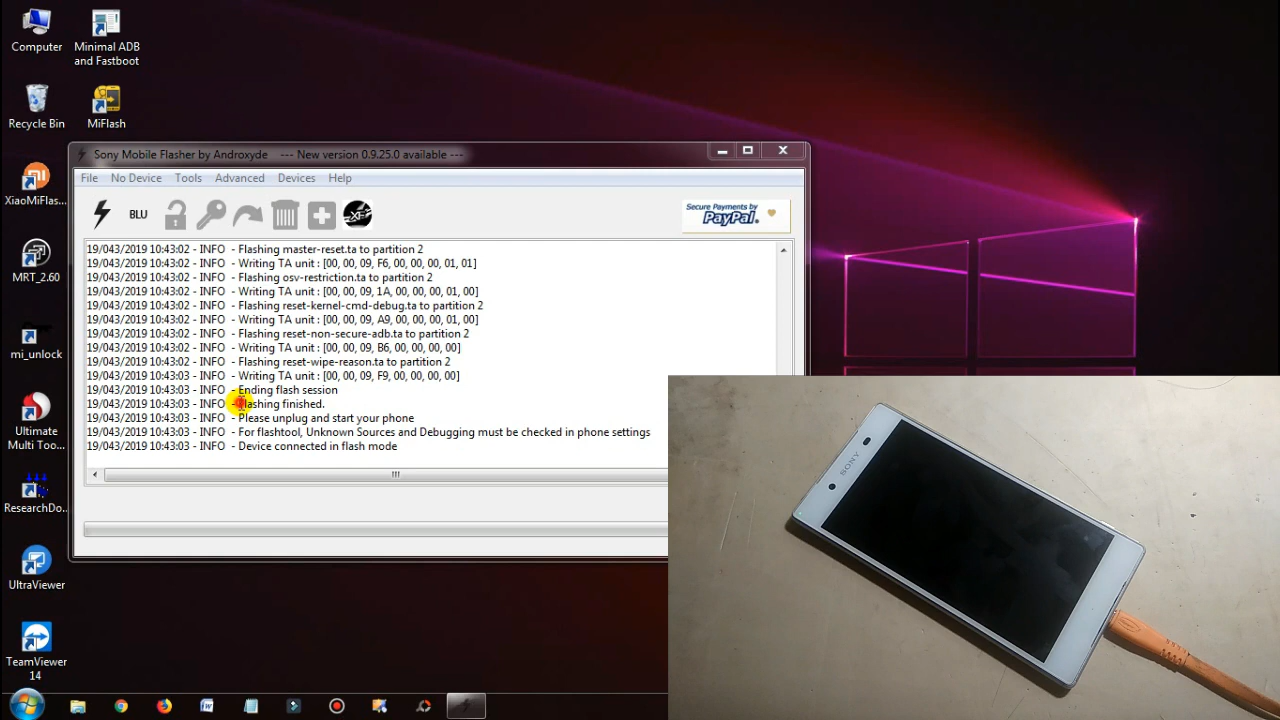 Computer
Minimal ADB
and Fastboot
Recycle Bin
MiFlash
XiaoMiFlas...
MRT_2.60
mi_unlock
Ultimate
Multi Too...
ResearchDo...
UltraViewer
TeamViewer
14
Sony Mobile Flasher by Androxyde --- New version 0.9.25.0 available ---
File No Device Tools Advanced Devices Help
BLU
XF
Secure Payments by
PayPal.
19/043/2019 10:43:02 - INFO - Flashing master-reset.ta to partition 2
19/043/2019 10:43:02 - INFO - Writing TA unit : [00, 00, 09, F6, 00, 00, 00, 01, 01]
19/043/2019 10:43:02 - INFO - Flashing osv-restriction.ta to partition 2
19/043/2019 10:43:02 - INFO - Writing TA unit : [00, 00, 09, 1A, 00, 00, 00, 01, 00]
19/043/2019 10:43:02 - INFO - Flashing reset-kernel-cmd-debug.ta to partition 2
19/043/2019 10:43:02 - INFO - Writing TA unit : [00, 00, 09, A9, 00, 00, 00, 01, 00]
19/043/2019 10:43:02 - INFO - Flashing reset-non-secure-adb.ta to partition 2
19/043/2019 10:43:02 - INFO - Writing TA unit : [00, 00, 09, B6, 00, 00, 00, 00]
19/043/2019 10:43:02 - INFO - Flashing reset-wipe-reason.ta to partition 2
19/043/2019 10:43:03 - INFO - Writing TA unit : [00, 00, 09, F9, 00, 00, 00, 00]
19/043/2019 10:43:03 - INFO - Ending flash session
19/043/2019 10:43:03 - INFO - Flashing finished.
19/043/2019 10:43:03 - INFO - Please unplug and start your phone
19/043/2019 10:43:03 - INFO - For flashtool, Unknown Sources and Debugging must be checked in phone settings
19/043/2019 10:43:03 - INFO - Device connected in flash mode
SONY